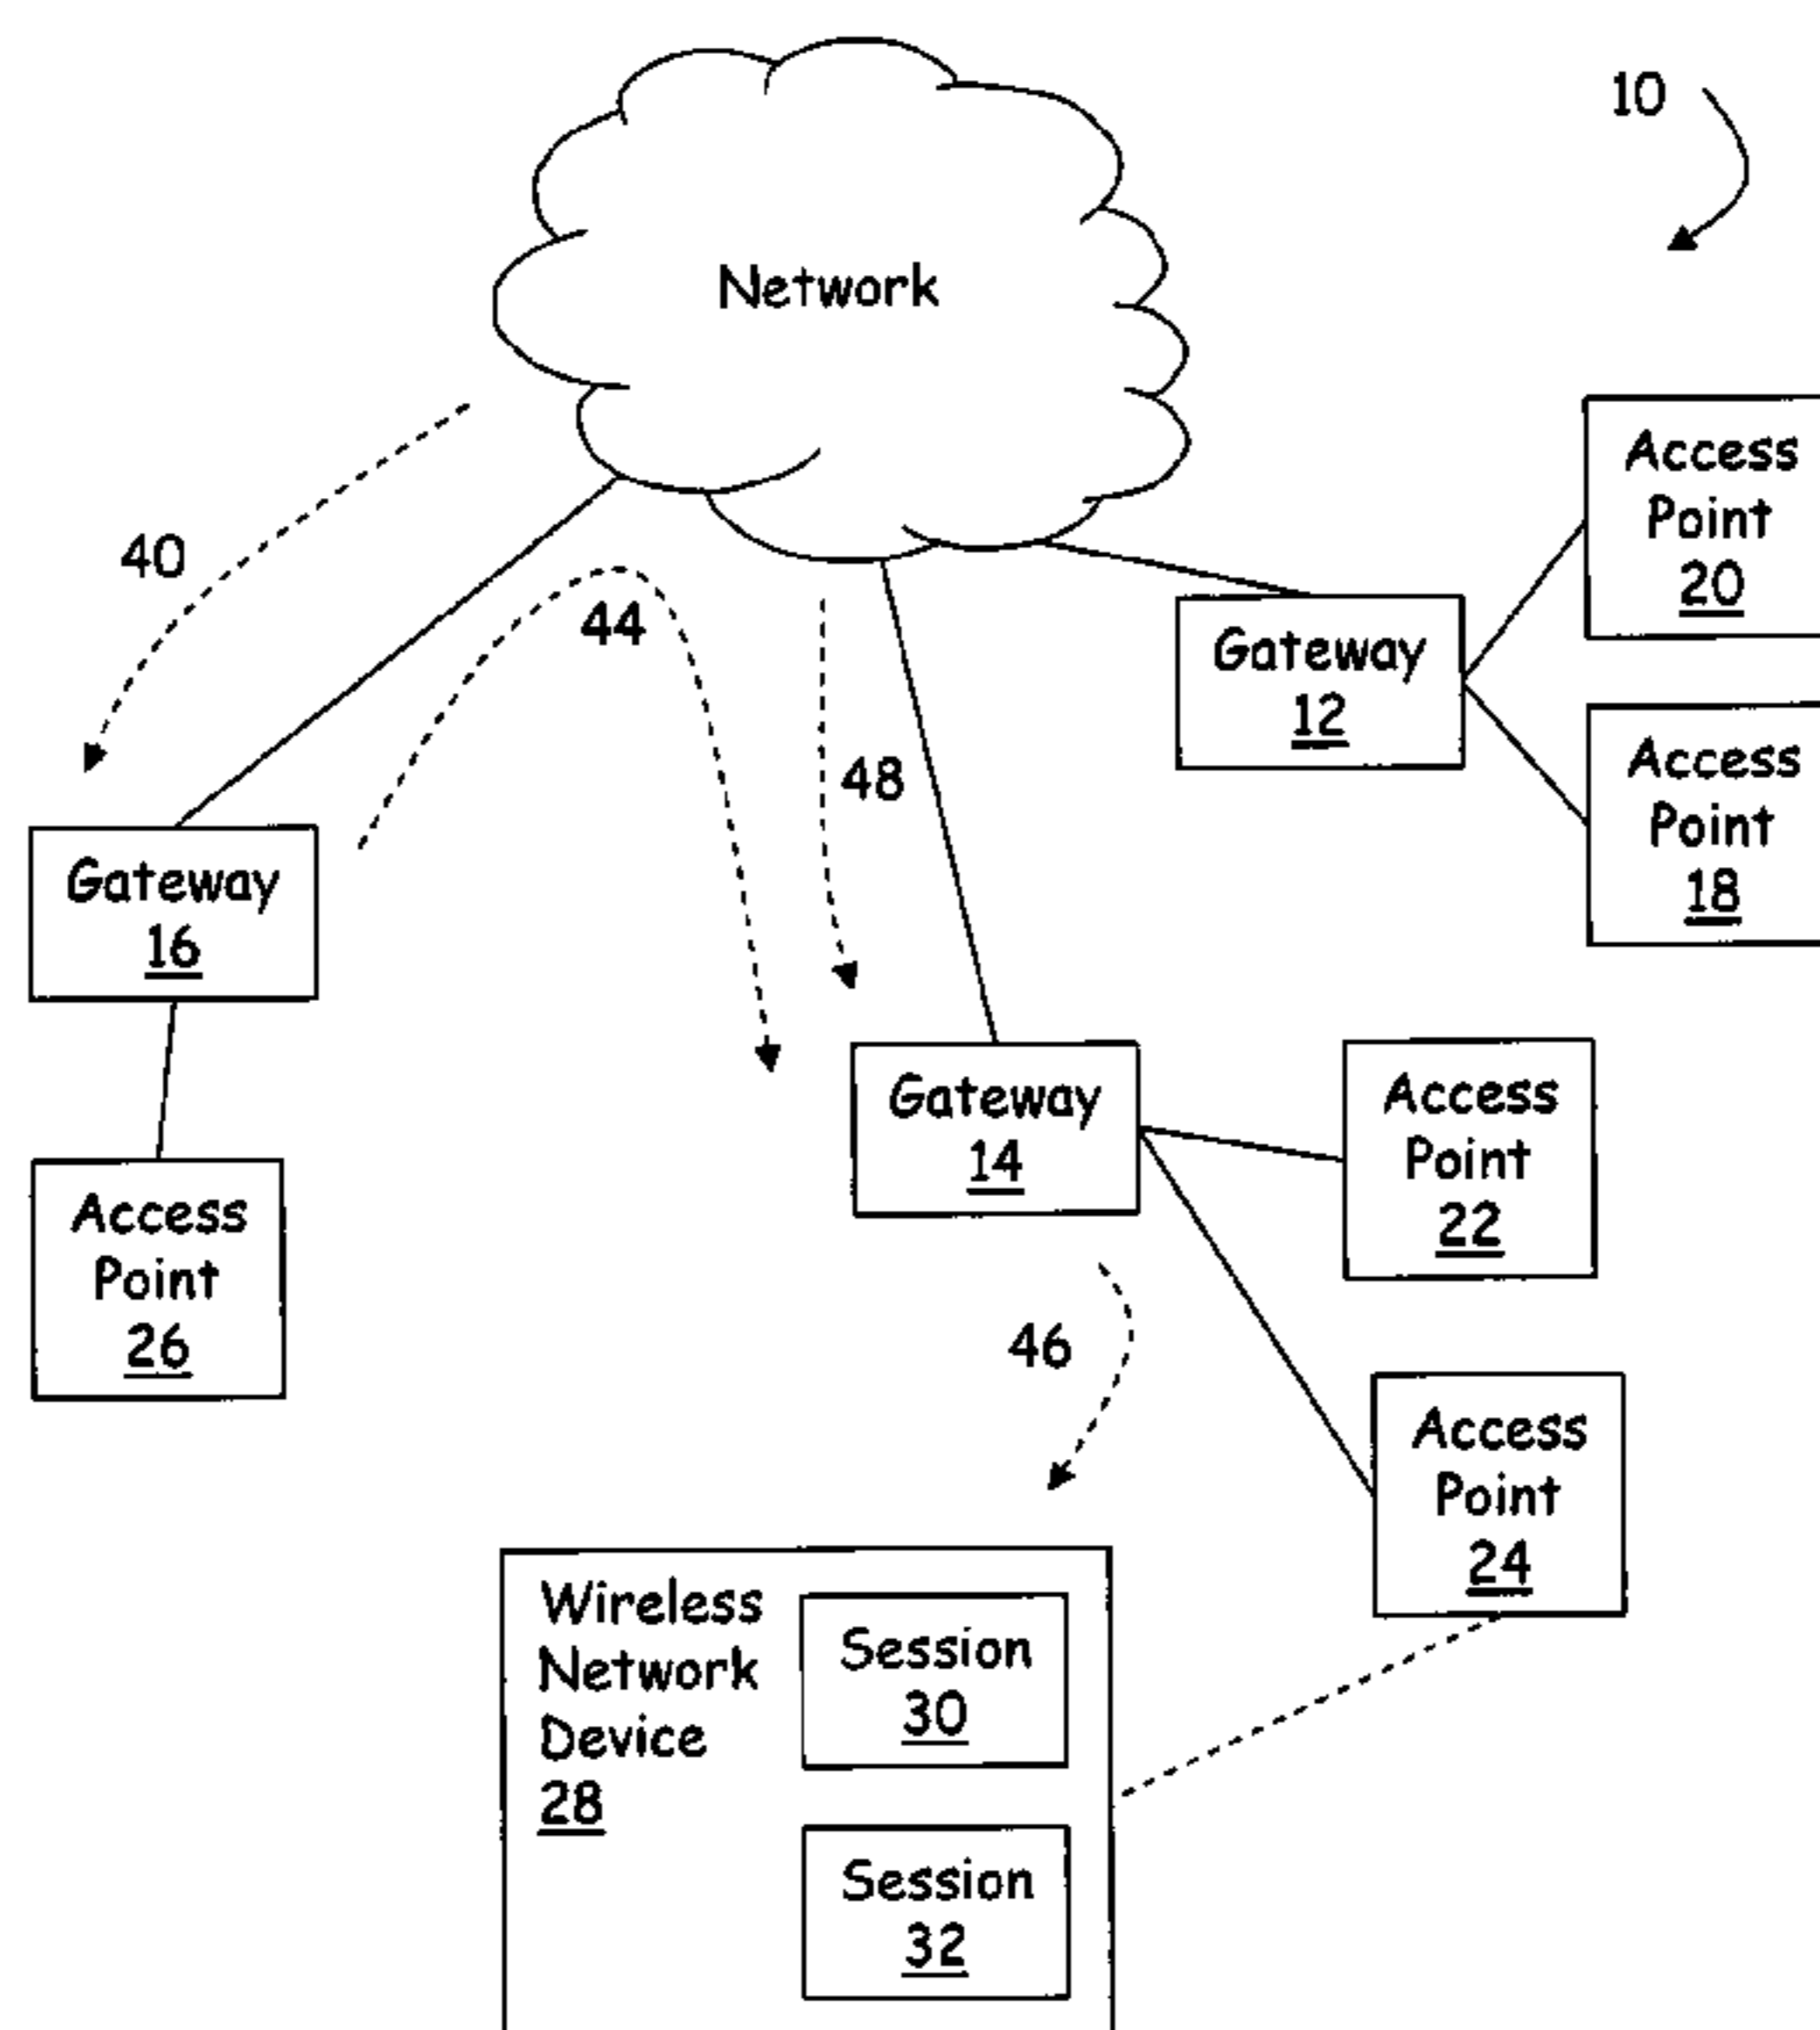 10
Network
Access
Point
20
40
44
Gateway
12
48
Access
Point
18
Gateway
16
Gateway
14
Access
Point
22
Access
Point
26
46
Access
Point
24
Wireless
Network
Device
28
Session
30
Session
32